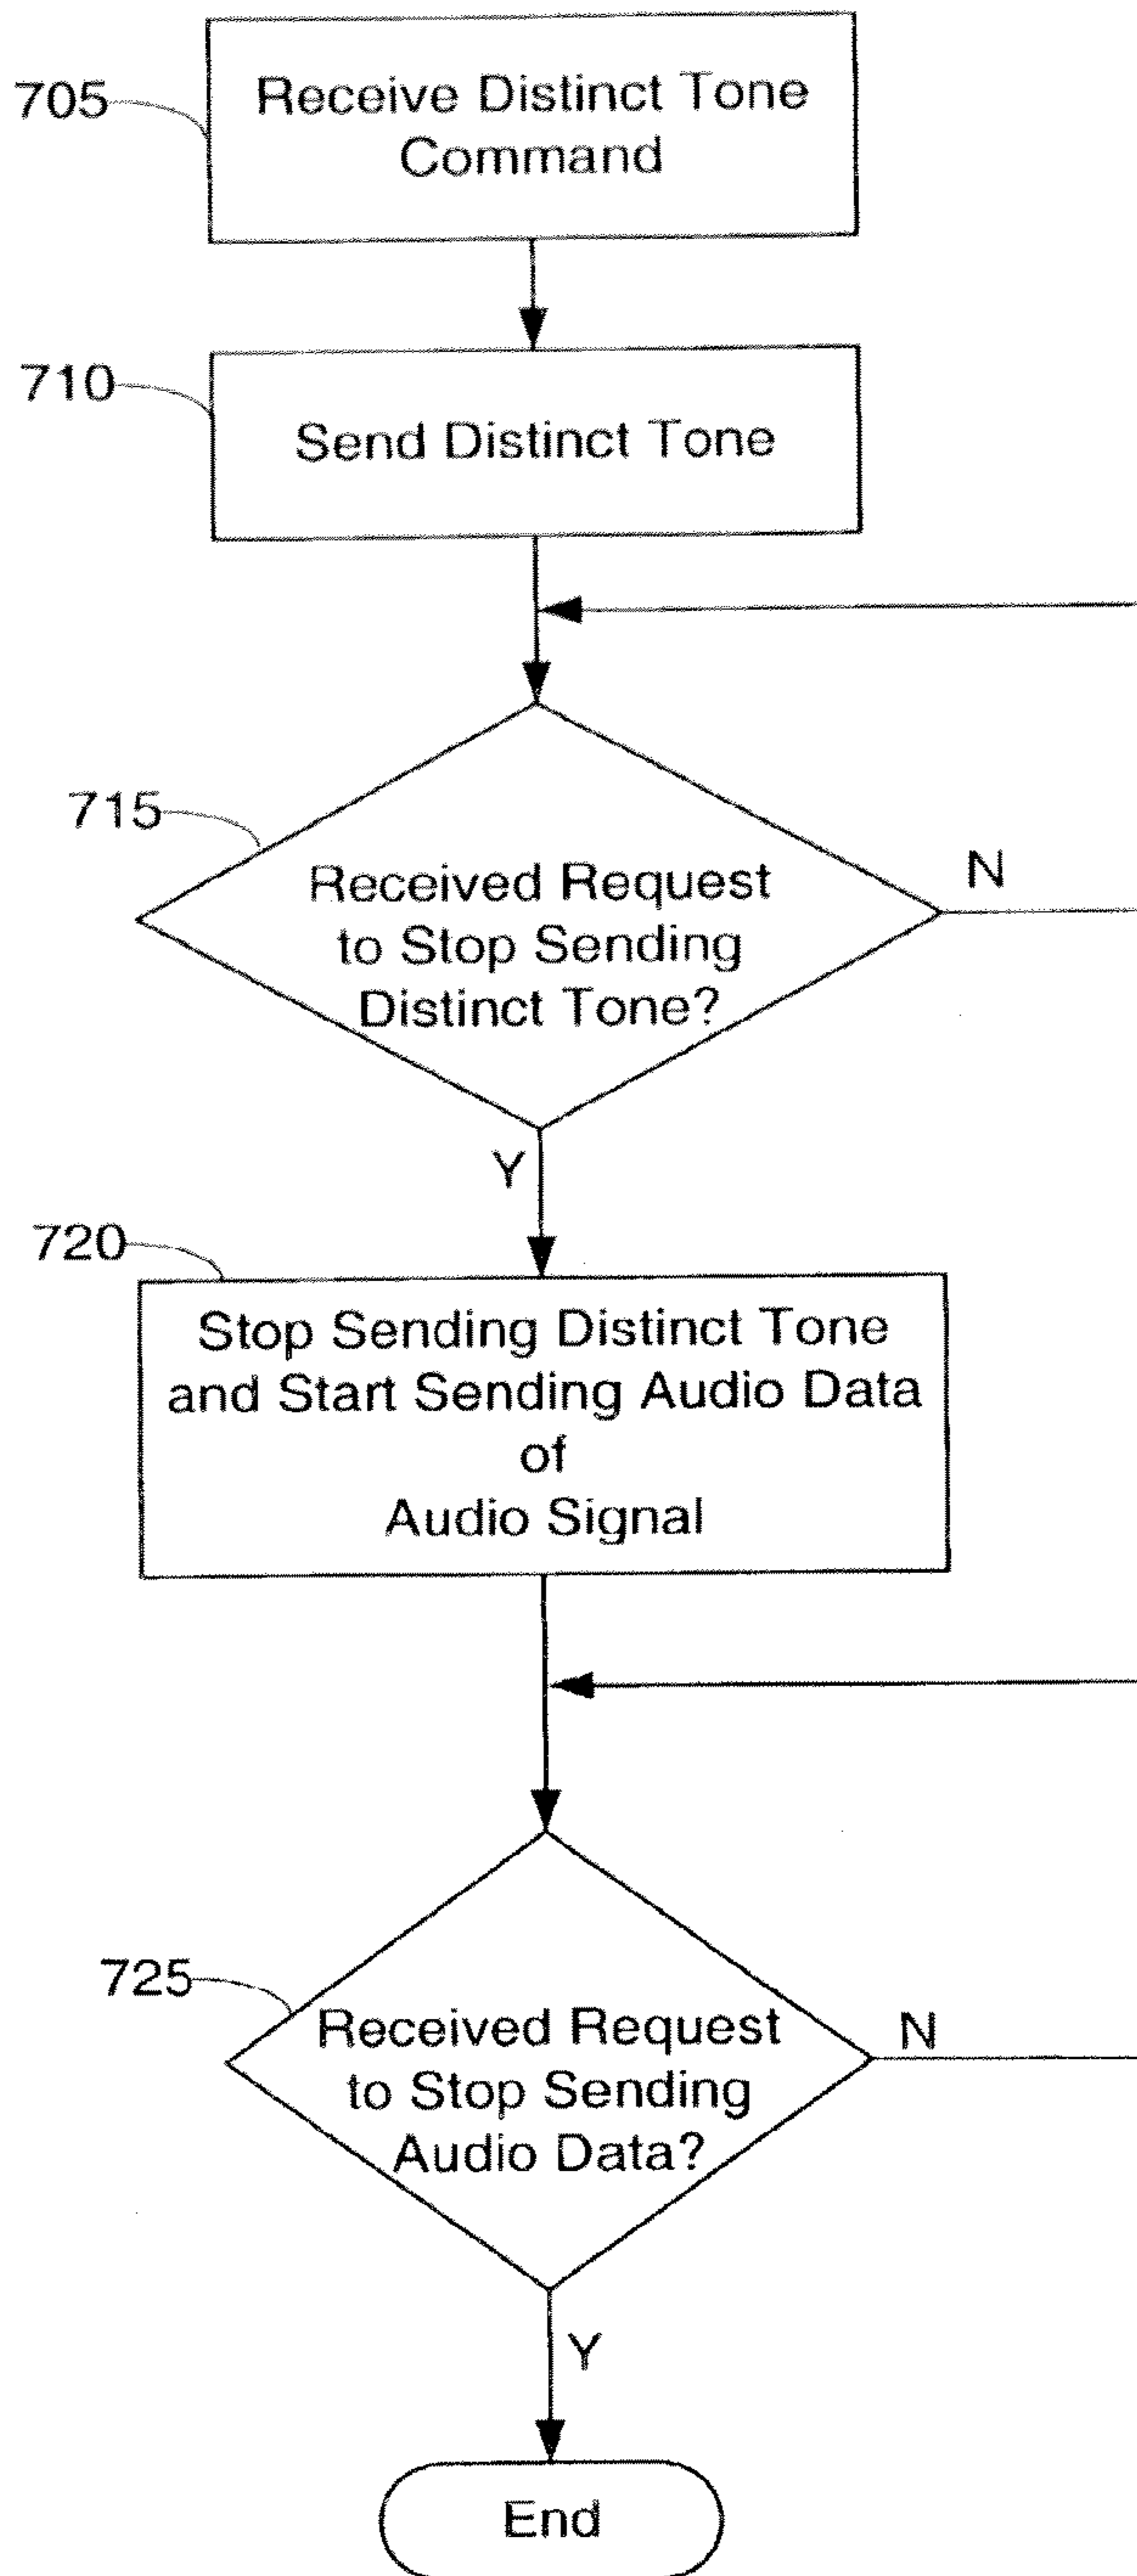 705
Receive Distinct Tone
Command
710
Send Distinct Tone
715
Received Request
to Stop Sending
Distinct Tone?
N
Y
720
Stop Sending Distinct Tone
and Start Sending Audio Data
of
Audio Signal
725
Received Request
to Stop Sending
Audio Data?
N
Y
End